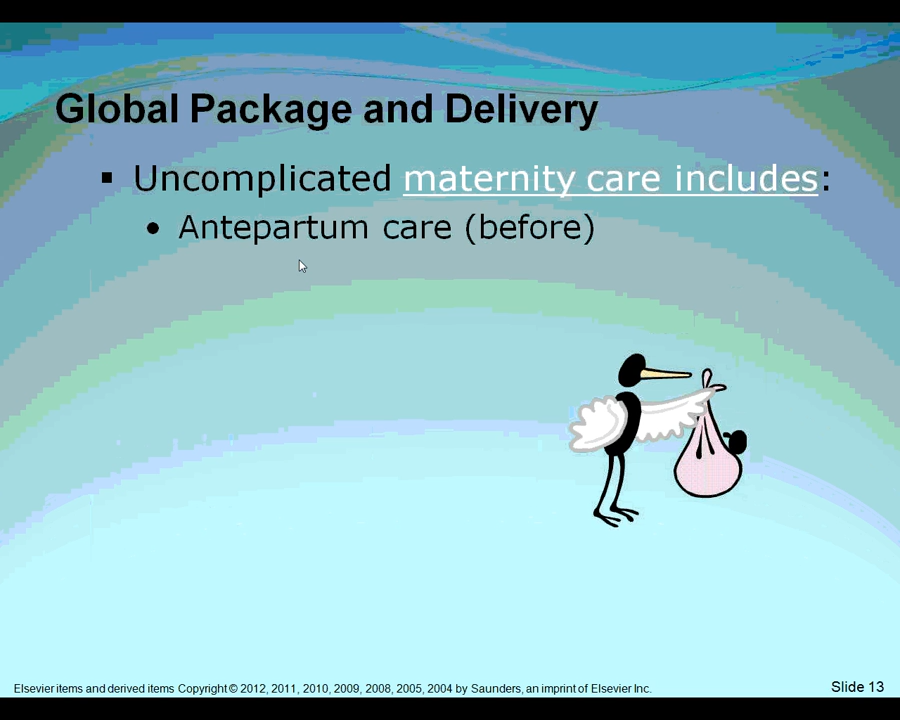 Global Package and Delivery
▪ Uncomplicated maternity care includes:
• Antepartum care (before)
Elsevier items and derived items Copyright © 2012, 2011, 2010, 2009, 2008, 2005, 2004 by Saunders, an imprint of Elsevier Inc.
Slide 13